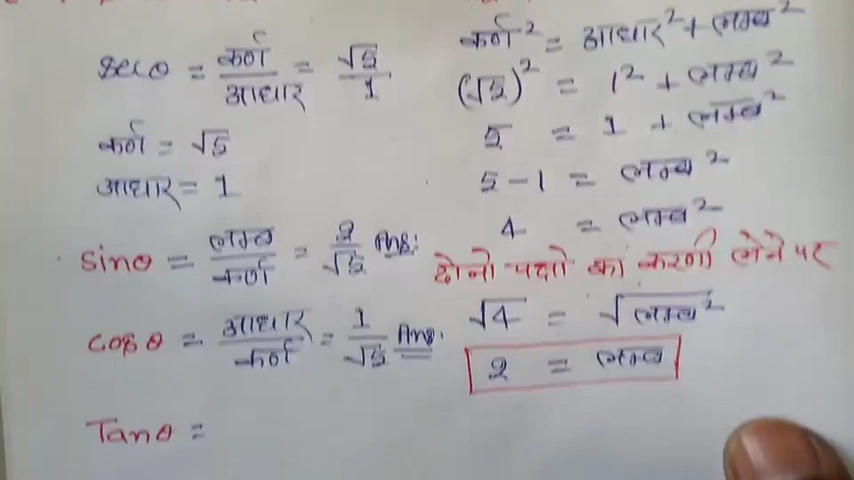 secθ = कर्ण/आधार = √5/1
कर्ण = √5
आधार = 1
sinθ = लम्ब/कर्ण = 2/√5 Ans:
cosθ = आधार/कर्ण = 1/√5 Ans.
Tanθ =
कर्ण² = आधार² + लम्ब²
(√5)² = 1² + लम्ब²
5 = 1 + लम्ब²
5 - 1 = लम्ब²
4 = लम्ब²
दोनो पक्षो का करणी लेने पर
√4 = √लम्ब²
2 = लम्ब